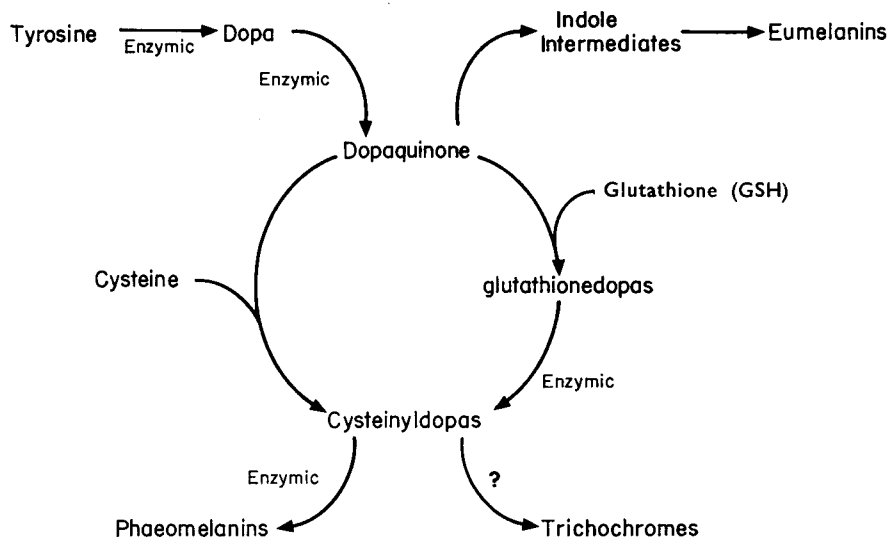 Tyrosine
Enzymic
Dopa
Enzymic
Indole
Intermediates
Eumelanins
Dopaquinone
Glutathione (GSH)
Cysteine
glutathionedopas
Enzymic
Cysteinyldopas
Enzymic
?
Phaeomelanins
Trichochromes